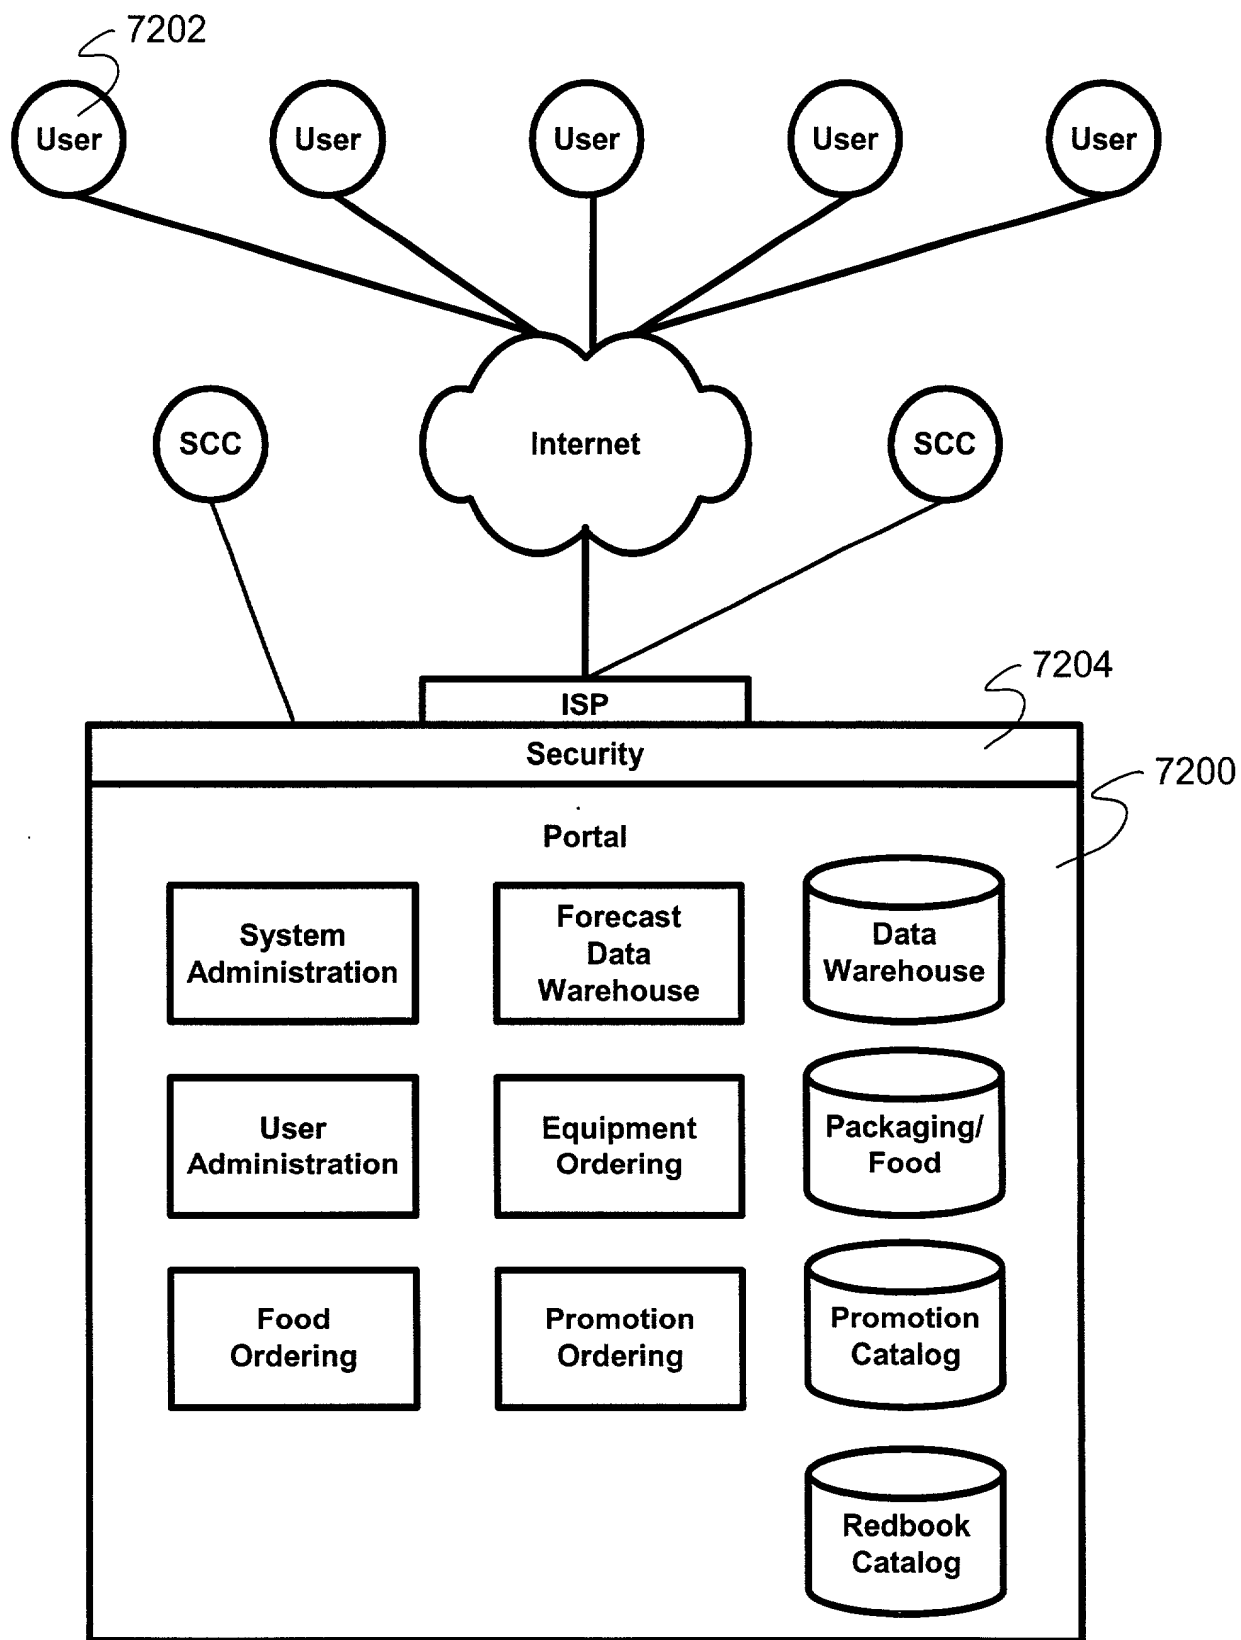 7202
User
User
User
User
User
SCC
Internet
SCC
7204
ISP
Security
7200
Portal
System
Administration
Forecast
Data
Warehouse
Data
Warehouse
User
Administration
Equipment
Ordering
Packaging/
Food
Food
Ordering
Promotion
Ordering
Promotion
Catalog
Redbook
Catalog